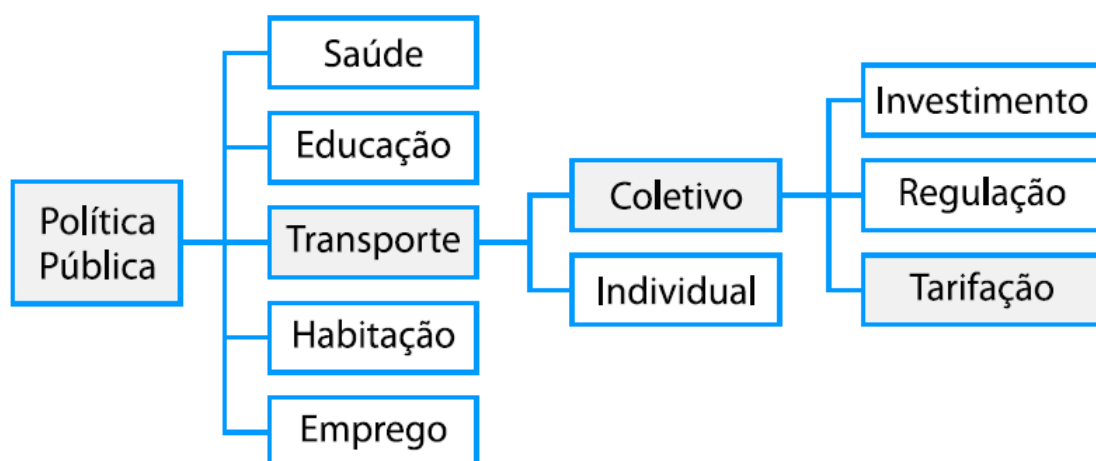 Política
Pública
Saúde
Educação
Transporte
Habitação
Emprego
Coletivo
Individual
Investimento
Regulação
Tarifação